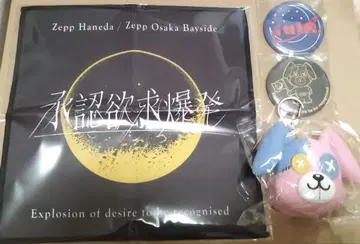 Zepp Haneda / Zepp Osaka Bayside
承認欲求爆発
Explosion of desire to be recognised